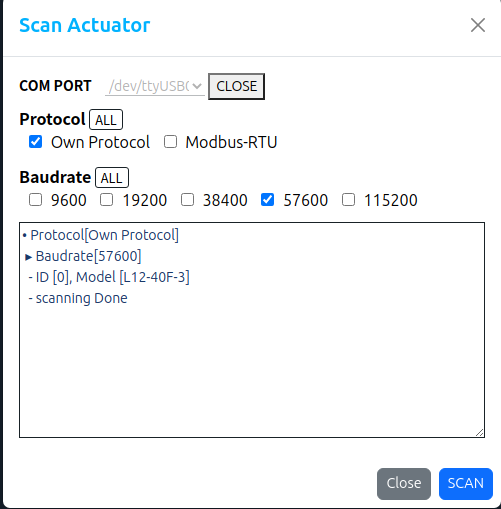 Scan Actuator
COM PORT /dev/ttyUSB0 CLOSE
Protocol ALL
Own Protocol Modbus-RTU
Baudrate ALL
9600 19200 38400 57600 115200
• Protocol[Own Protocol]
▸ Baudrate[57600]
- ID [0], Model [L12-40F-3]
- scanning Done
Close SCAN